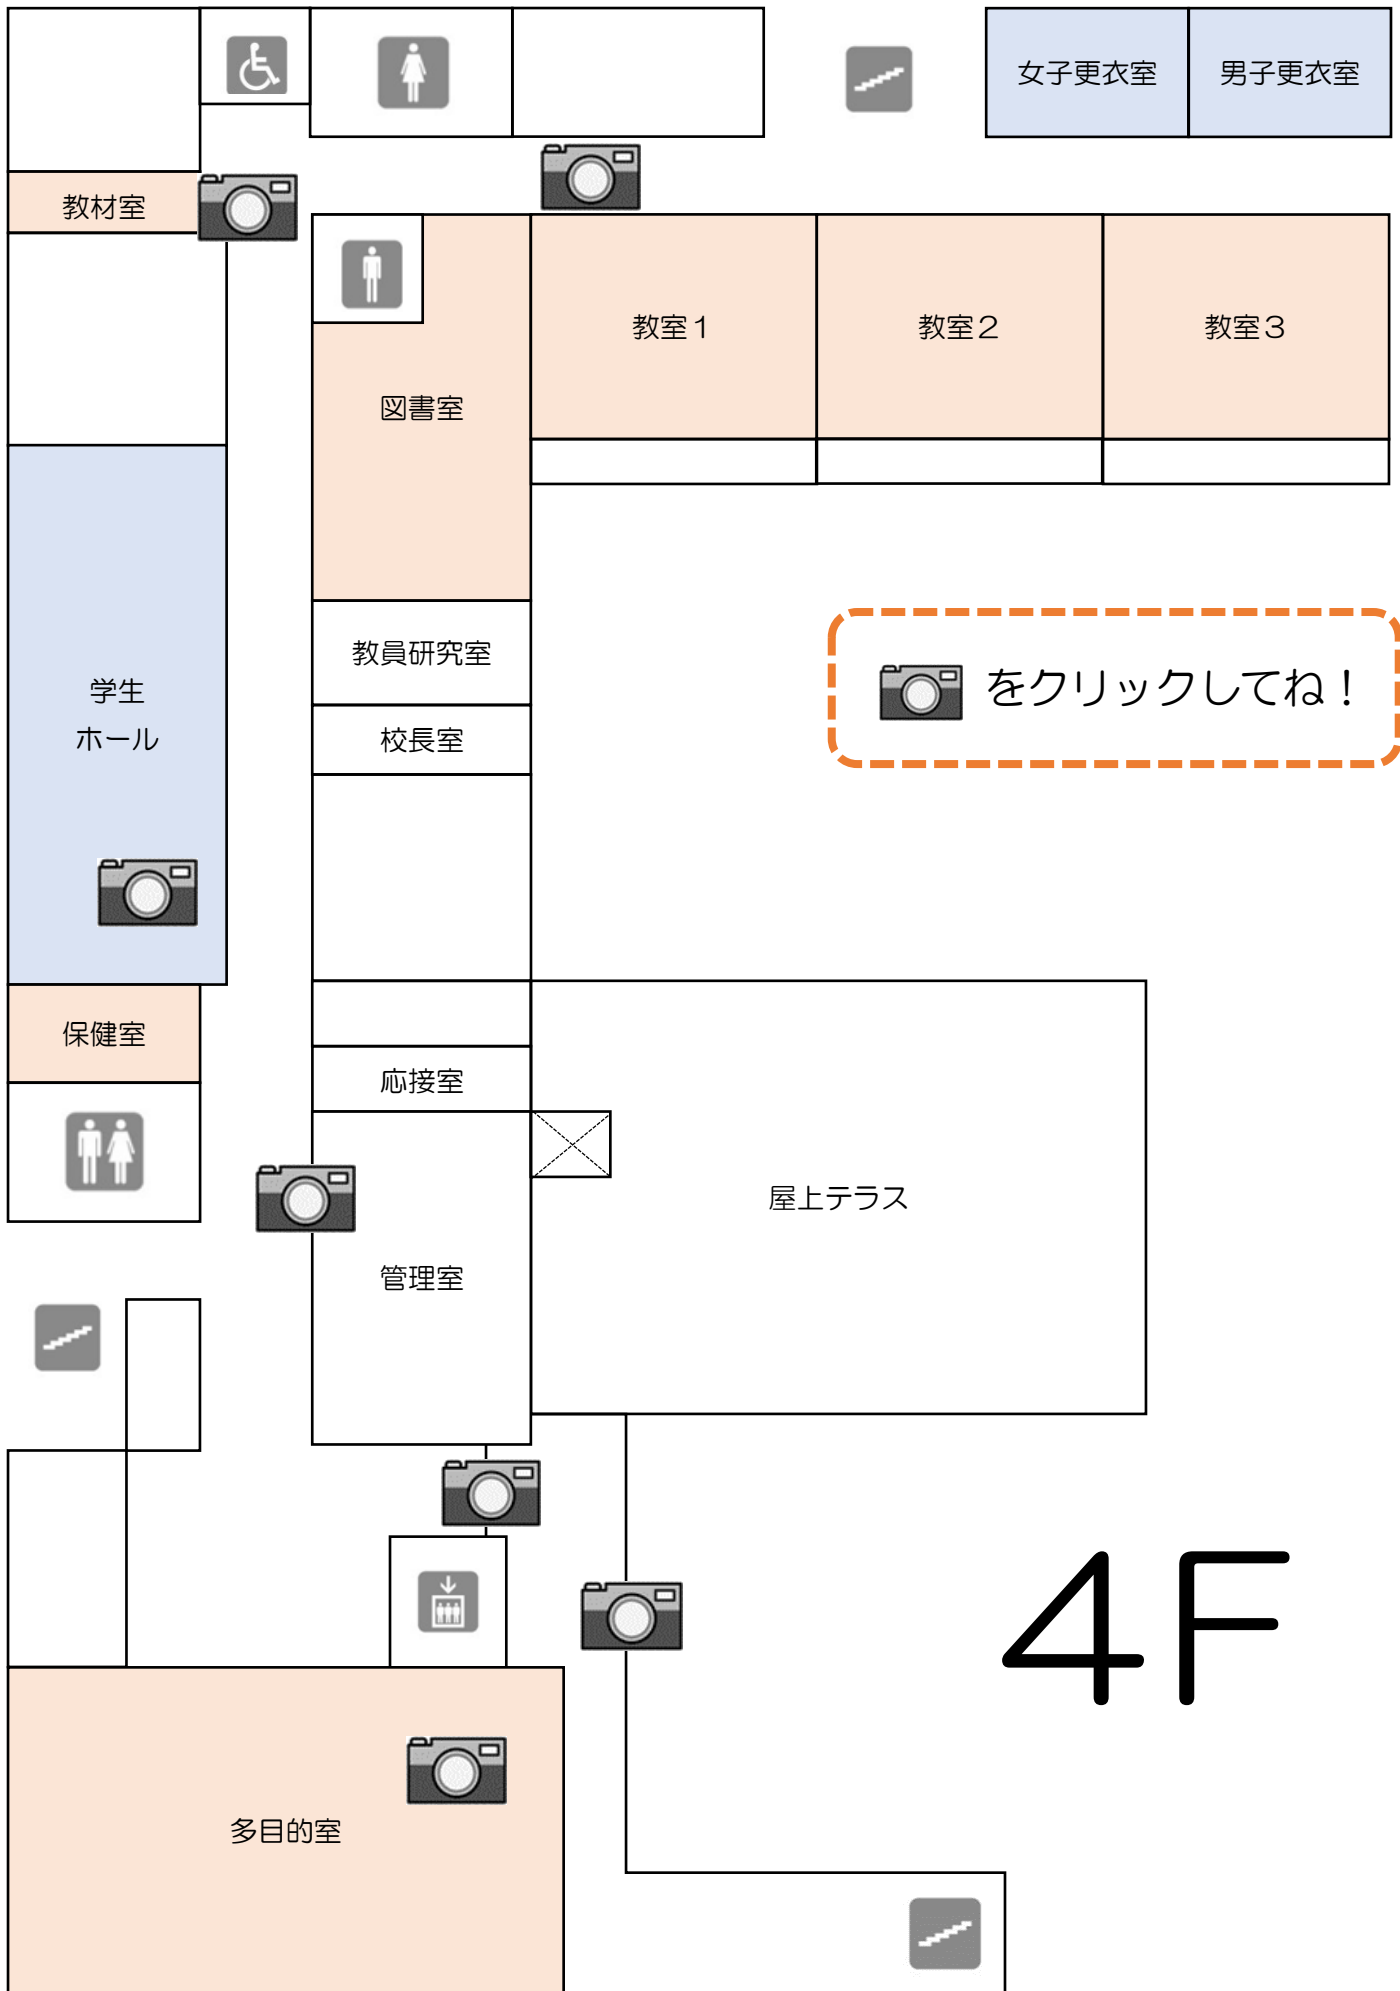 女子更衣室
男子更衣室
教材室
教室１
教室２
教室３
図書室
教員研究室
をクリックしてね！
学生
ホール
校長室
保健室
応接室
屋上テラス
管理室
４Ｆ
多目的室